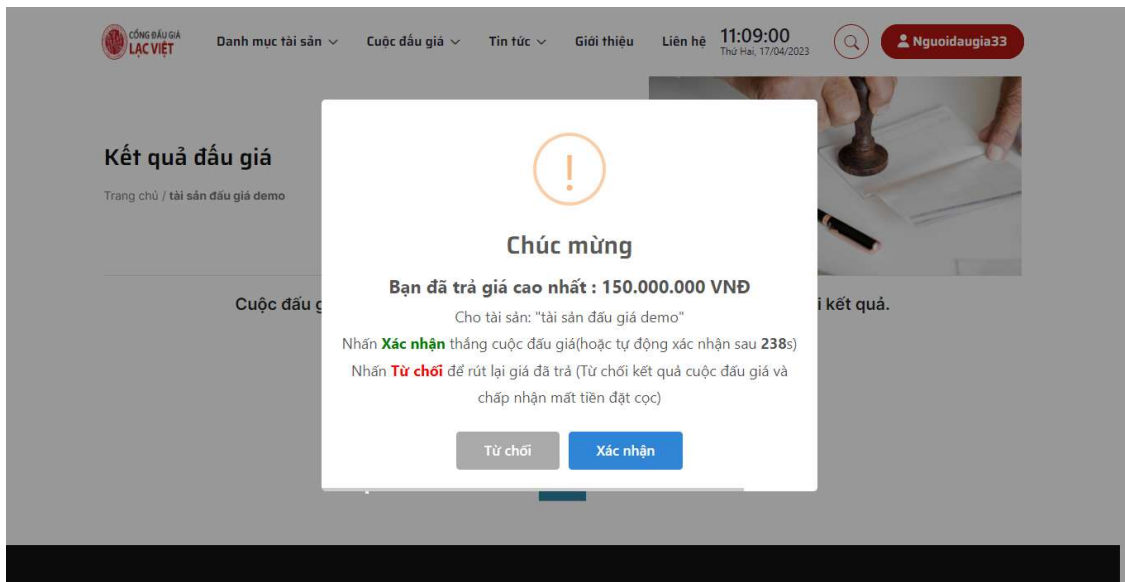 CỔNG ĐẤU GIÁ
LẠC VIỆT
Danh mục tài sản
Cuộc đấu giá
Tin tức
Giới thiệu
Liên hệ
11:09:00
Thứ Hai, 17/04/2023
Nguoidaugia33
Kết quả đấu giá
Trang chủ / tài sản đấu giá demo
!
Chúc mừng
Bạn đã trả giá cao nhất : 150.000.000 VNĐ
Cho tài sản: "tài sản đấu giá demo"
Nhấn Xác nhận thắng cuộc đấu giá(hoặc tự động xác nhận sau 238s)
Nhấn Từ chối để rút lại giá đã trả (Từ chối kết quả cuộc đấu giá và
chấp nhận mất tiền đặt cọc)
Từ chối
Xác nhận
Cuộc đấu
kết quả.